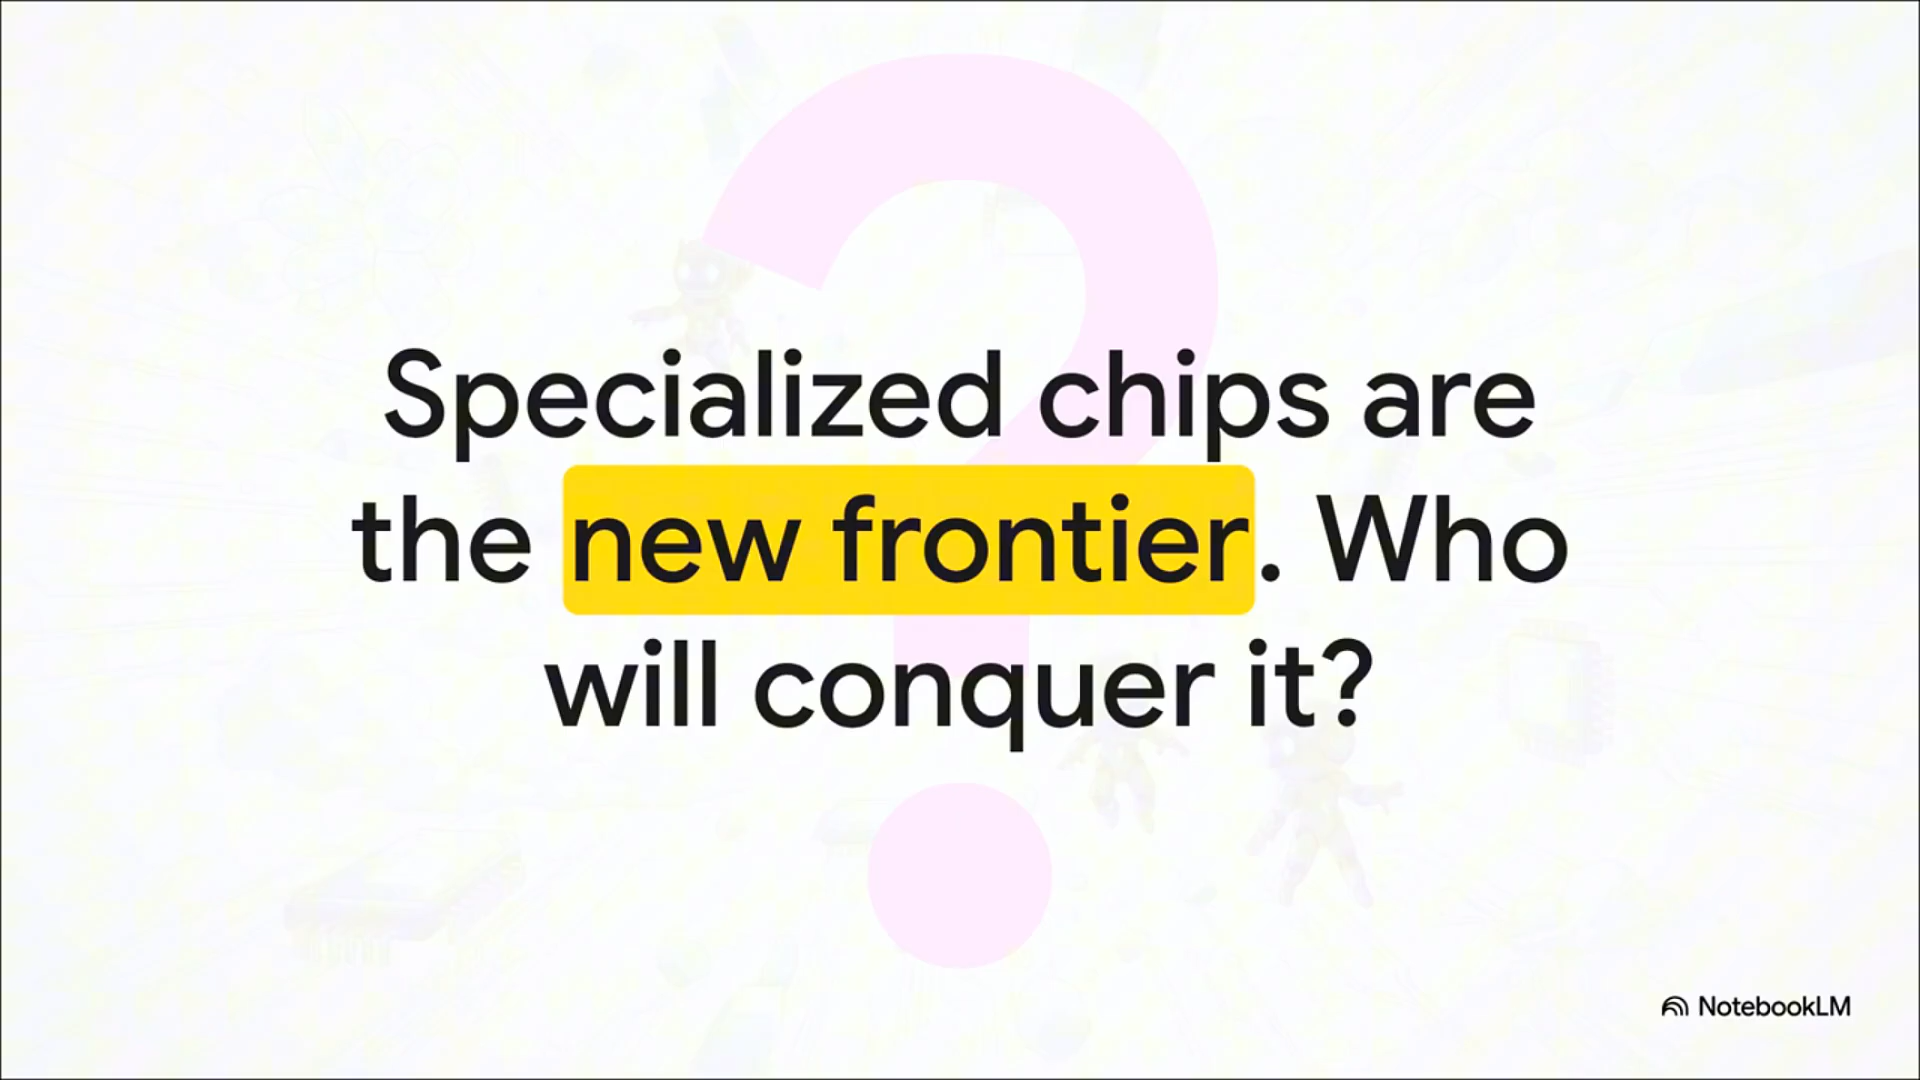 Specialized chips are
the new frontier. Who
will conquer it?
NotebookLM